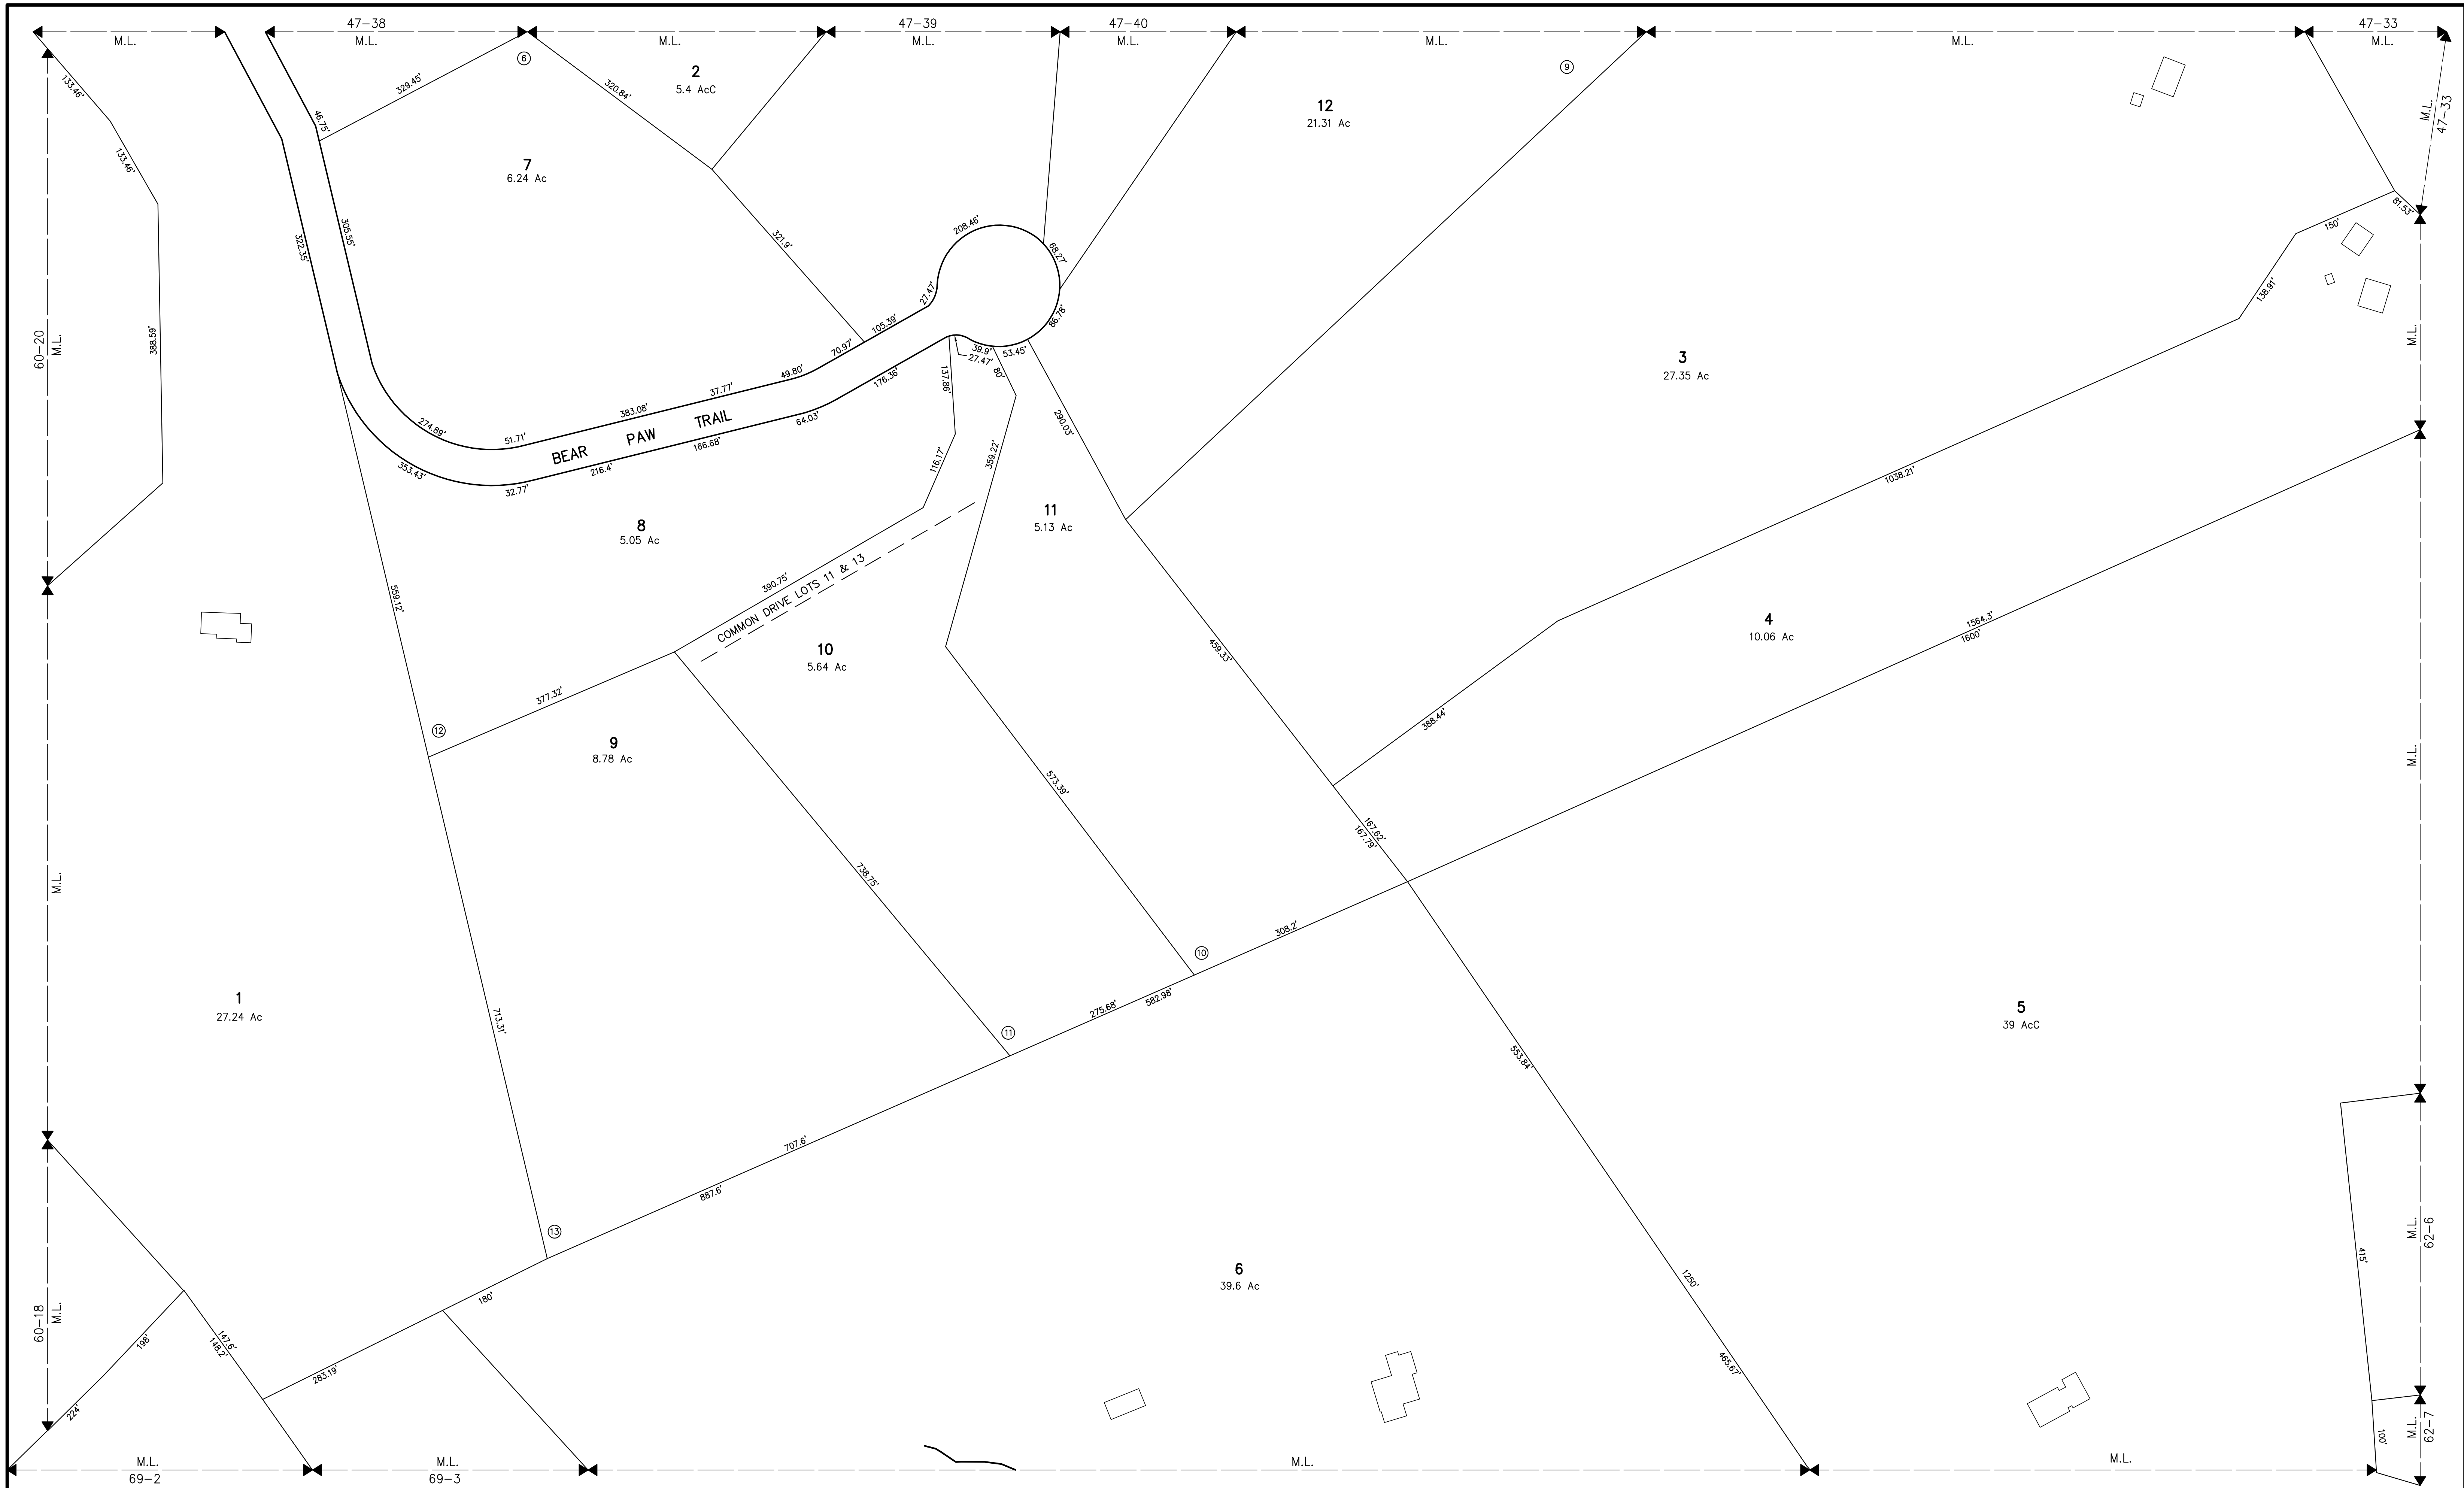 47-38
47-39
47-40
47-33
M.L.
M.L.
M.L.
M.L.
M.L.
M.L.
M.L.
M.L.
6
9
2
5.4 AcC
133.46'
329.45'
320.84'
12
21.31 Ac
M.L.
47-33
46.75'
133.46'
7
6.24 Ac
81.53'
150'
322.35'
305.55'
321.9'
208.46'
68.27'
27.47'
86.78'
138.91'
60-20
M.L.
388.59'
105.39'
70.97'
39.9'
27.47'
53.45'
80'
M.L.
3
27.35 Ac
49.80'
37.77'
176.36'
137.86'
383.08'
BEAR PAW TRAIL
64.03'
290.03'
274.89'
51.71'
166.68'
216.4'
353.43'
32.77'
116.17'
359.22'
1038.21'
8
5.05 Ac
11
5.13 Ac
559.12'
390.75'
COMMON DRIVE LOTS 11 & 13
4
10.06 Ac
1564.3'
1600'
10
5.64 Ac
459.33'
377.32'
388.44'
12
9
8.78 Ac
M.L.
573.39'
167.62'
167.79'
738.75'
M.L.
308.2'
10
1
27.24 Ac
713.31'
275.68'
582.98'
11
5
39 AcC
553.84'
707.6'
887.6'
13
M.L.
62-6
415'
6
39.6 Ac
1250'
180'
60-18
M.L.
198'
147.6'
148.2'
283.19'
465.67'
224'
100'
M.L.
62-7
M.L.
69-2
M.L.
69-3
M.L.
M.L.